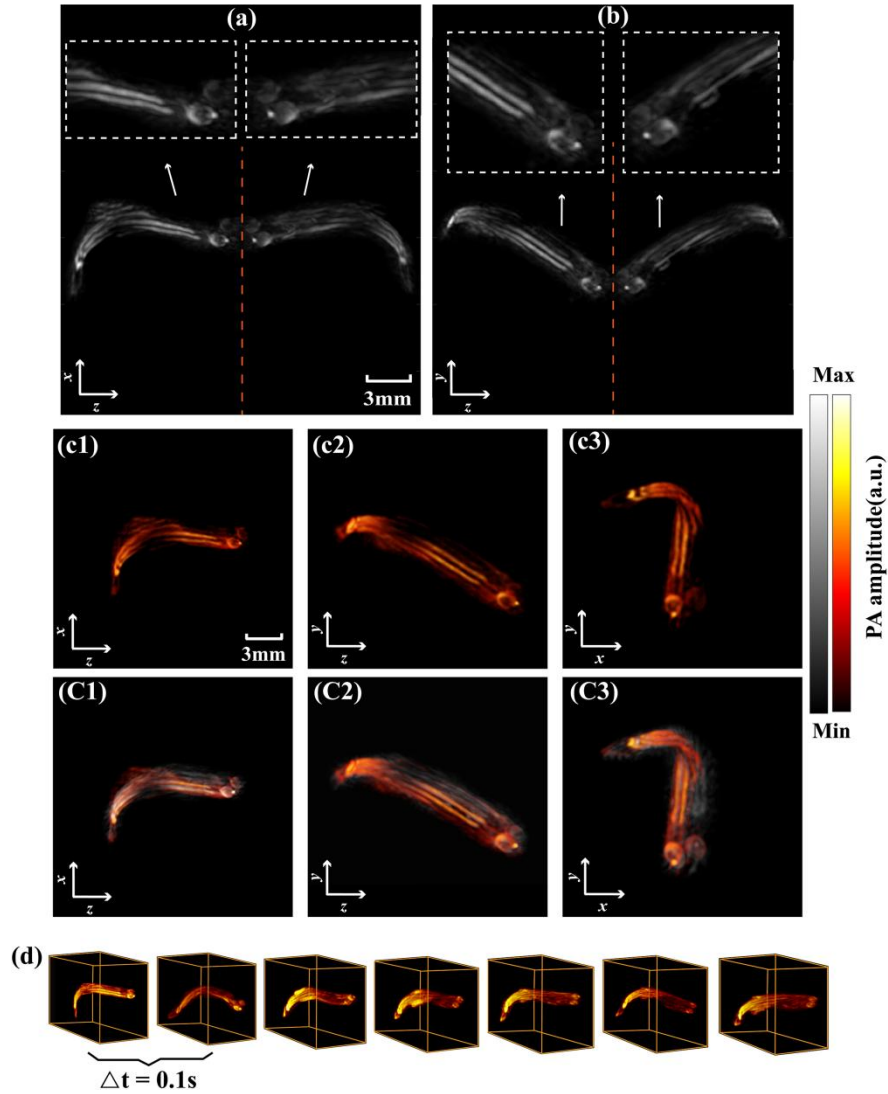 (a)
(b)
x
z
3mm
y
z
Max
PA amplitude(a.u.)
Min
(c1)
(c2)
(c3)
x
z
3mm
y
z
y
x
(C1)
(C2)
(C3)
x
z
y
z
y
x
(d)
△t = 0.1s